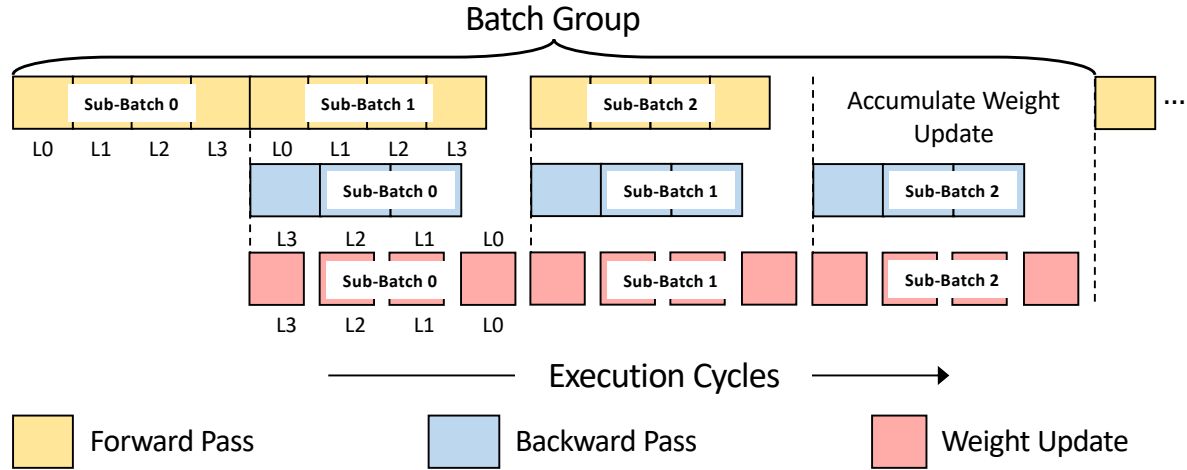 Batch Group
Sub-Batch 0
Sub-Batch 1
Sub-Batch 2
Accumulate Weight
Update
...
L0 L1 L2 L3 L0 L1 L2 L3
Sub-Batch 0
Sub-Batch 1
Sub-Batch 2
L3 L2 L1 L0
Sub-Batch 0
Sub-Batch 1
Sub-Batch 2
L3 L2 L1 L0
Execution Cycles
Forward Pass
Backward Pass
Weight Update